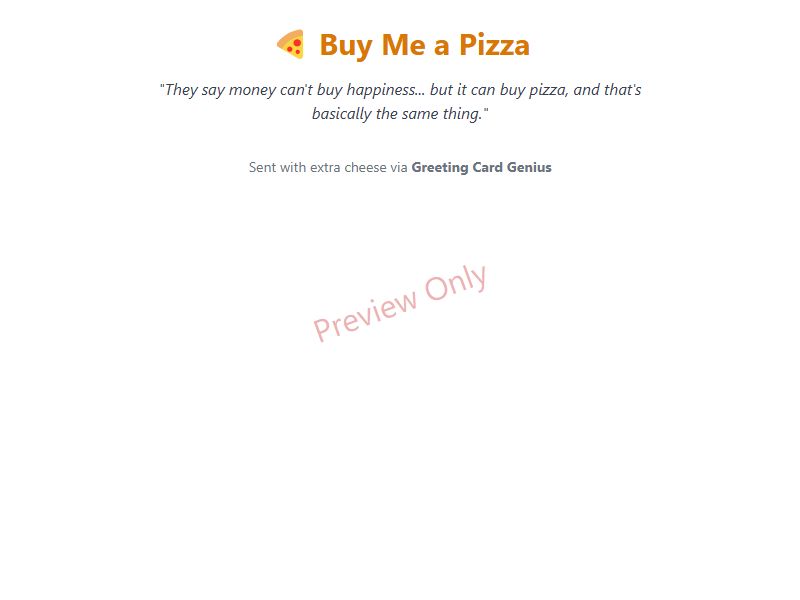 🍕 Buy Me a Pizza
"They say money can't buy happiness... but it can buy pizza, and that's
basically the same thing."
Sent with extra cheese via Greeting Card Genius
Preview Only